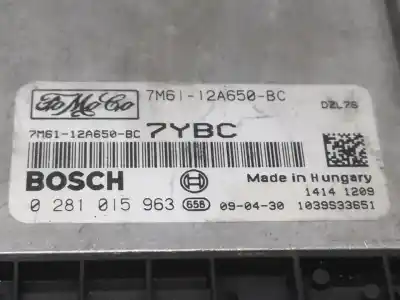 FoMoCo 7M61-12A650-BC DZL76
7M61-12A650-BC 7YBC
BOSCH Made in Hungary
1414 1209
0 281 015 963 G5B 09-04-30 1039S33651